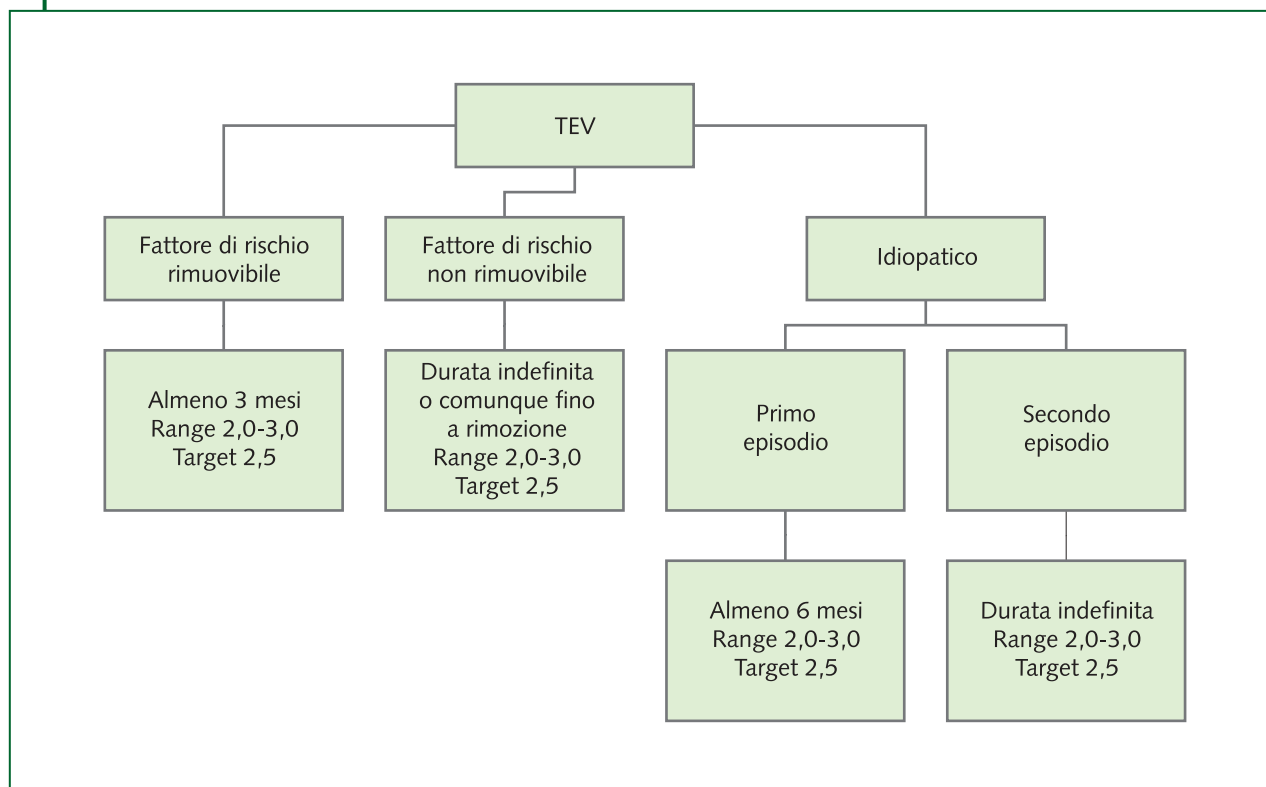 TEV
Fattore di rischio
rimuovibile
Fattore di rischio
non rimuovibile
Idiopatico
Almeno 3 mesi
Range 2,0-3,0
Target 2,5
Durata indefinita
o comunque fino
a rimozione
Range 2,0-3,0
Target 2,5
Primo
episodio
Secondo
episodio
Almeno 6 mesi
Range 2,0-3,0
Target 2,5
Durata indefinita
Range 2,0-3,0
Target 2,5